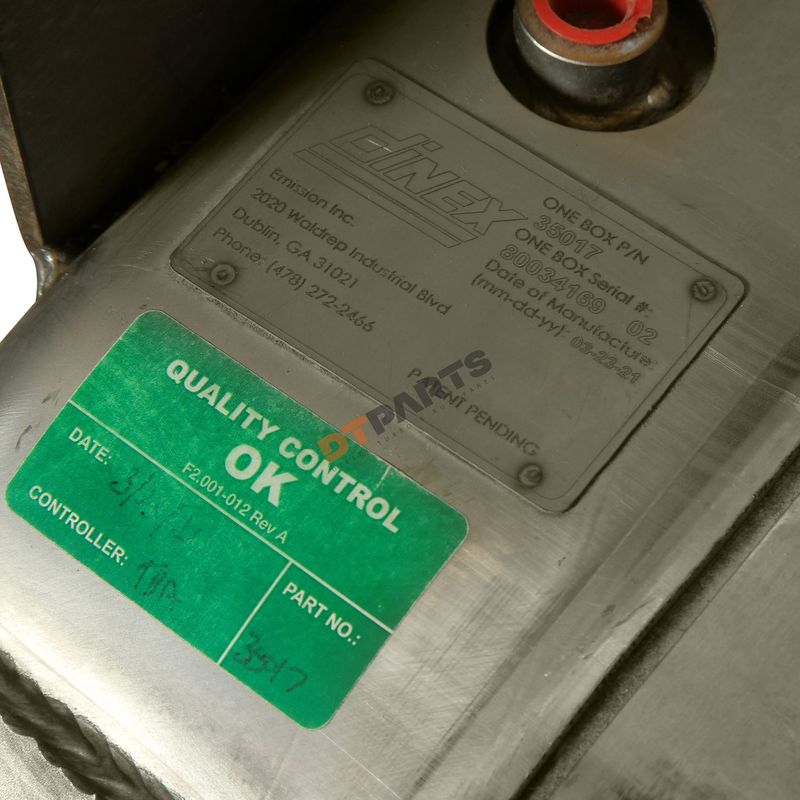 DINEX
Emission Inc.
2020 Waldrep Industrial Blvd
Dublin, GA 31021
Phone: (478) 272-2466
ONE BOX P/N
35017
ONE BOX Serial #:
80034169 02
Date of Manufacture:
(mm-dd-yy): 03-23-21
PATENT PENDING
DTPARTS
QUALITY CONTROL
OK
F2.001-012 Rev A
DATE:
CONTROLLER:
PART NO.:
35017